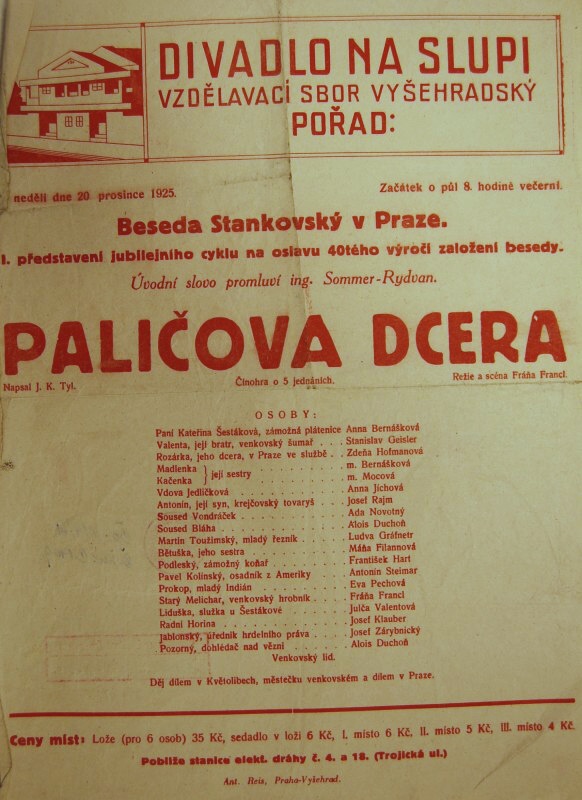 DIVADLO NA SLUPI
VZDĚLAVACÍ SBOR VYŠEHRADSKÝ
POŘAD:
neděli dne 20 prosince 1925.
Začátek o půl 8. hodině večerní.
Beseda Stankovský v Praze.
I. představení jubilejního cyklu na oslavu 40tého výročí založení besedy.
Úvodní slovo promluví ing. Sommer-Rydvan.
PALIČOVA DCERA
Napsal J. K. Tyl.
Činohra o 5 jednáních.
Režie a scéna Fráňa Francl.
OSOBY:
Paní Kateřina Šestáková, zámožná plátenice Anna Bernášková
Valenta, její bratr, venkovský šumař . . . Stanislav Geisler
Rozárka, jeho dcera, v Praze ve službě . . Zdeňa Hofmanová
Madlenka } její sestry . . . . . . . m. Bernášková
Kačenka } m. Mocová
Vdova Jedličková . . . . . . . . . Anna Jíchová
Antonín, její syn, krejčovský tovaryš . . . Josef Rajm
Soused Vondráček . . . . . . . . Ada Novotný
Soused Bláha . . . . . . . . . . Alois Duchoň
Martin Toužimský, mladý řezník . . . . Ludva Gráfnetr
Bětuška, jeho sestra . . . . . . . . Máňa Filannová
Podleský, zámožný koňař . . . . . . František Hart
Pavel Kolínský, osadník z Ameriky . . . . Antonín Steimar
Prokop, mladý Indián . . . . . . . Eva Pechová
Starý Melichar, venkovský hrobník . . . . Fráňa Francl
Liduška, služka u Šestákové . . . . . Julča Valentová
Radní Horina . . . . . . . . . . Josef Klauber
Jablonský, úředník hrdelního práva . . . . Josef Zárybnický
Pozorný, dohlédač nad vězni . . . . . Alois Duchoň
Venkovský lid.
Děj dílem v Květolibech, městečku venkovském a dílem v Praze.
Ceny míst: Lože (pro 6 osob) 35 Kč, sedadlo v loži 6 Kč, I. místo 6 Kč, II. místo 5 Kč, III. místo 4 Kč.
Poblíže stanice elekt. dráhy č. 4. a 18. (Trojická ul.)
Ant. Reis, Praha-Vyšehrad.